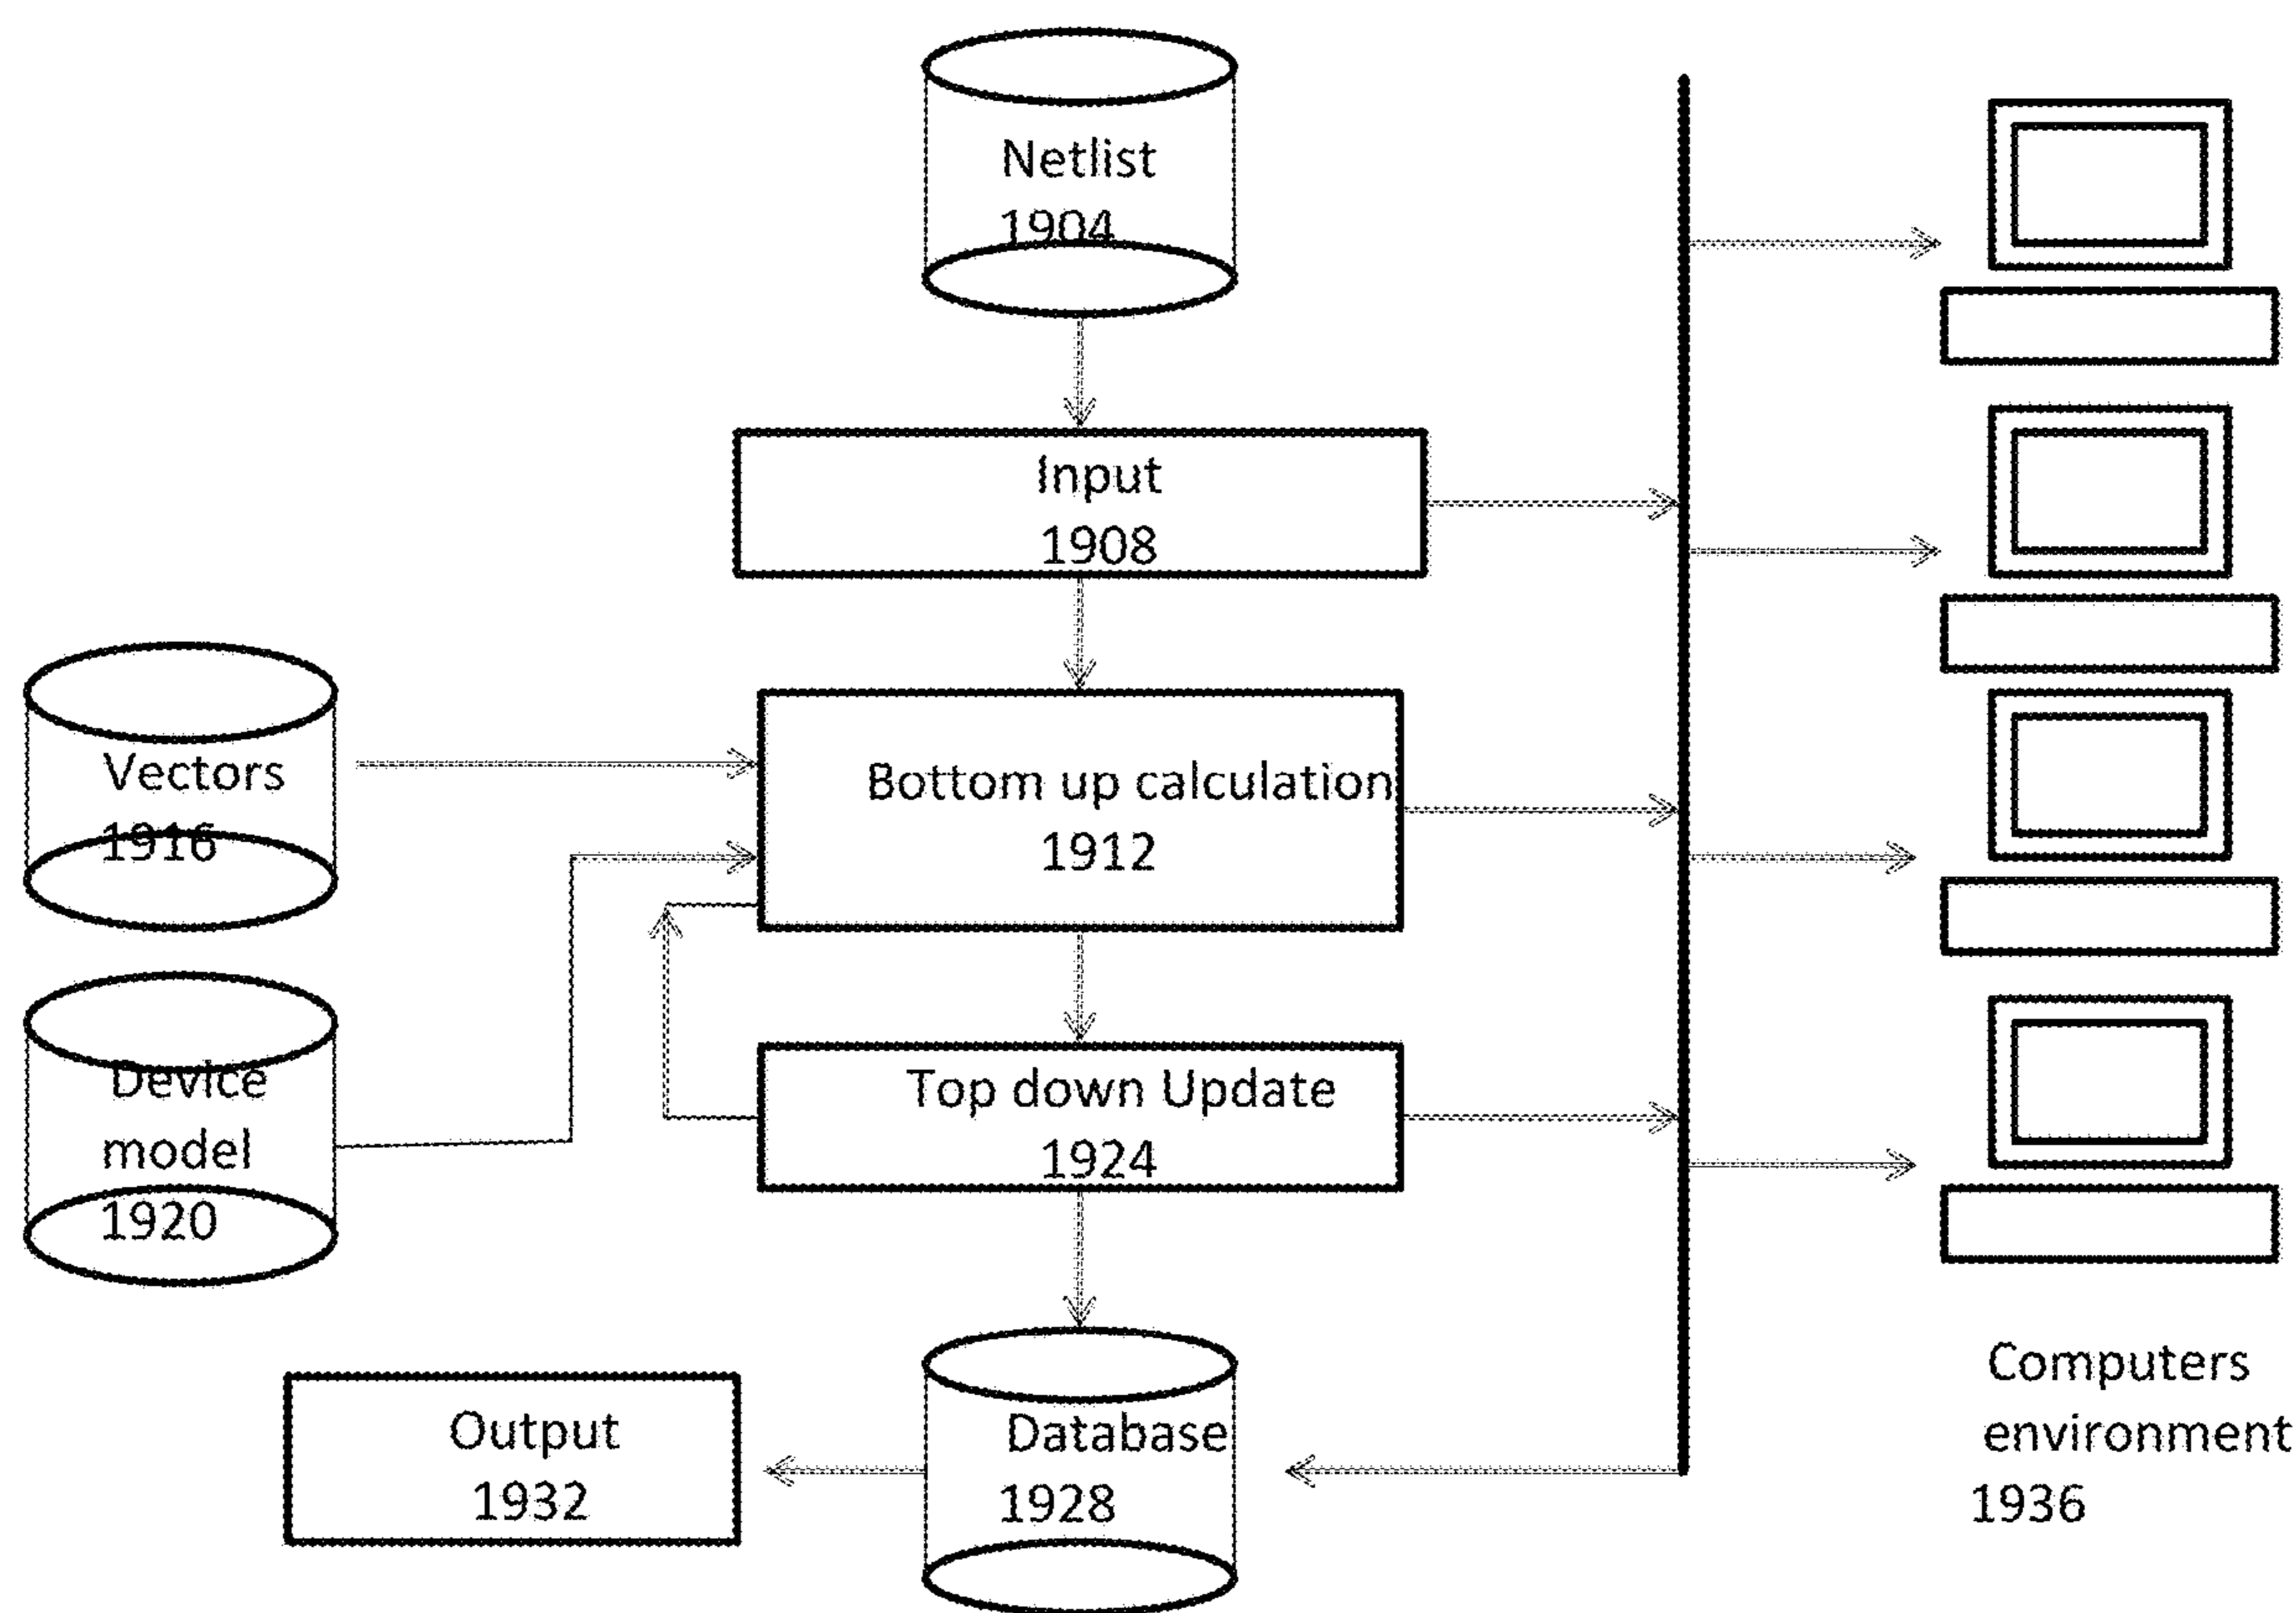 Netlist
1904
Input
1908
Vectors
1916
Bottom up calculation
1912
Device
model
1920
Top down Update
1924
Output
1932
Database
1928
Computers
environment
1936